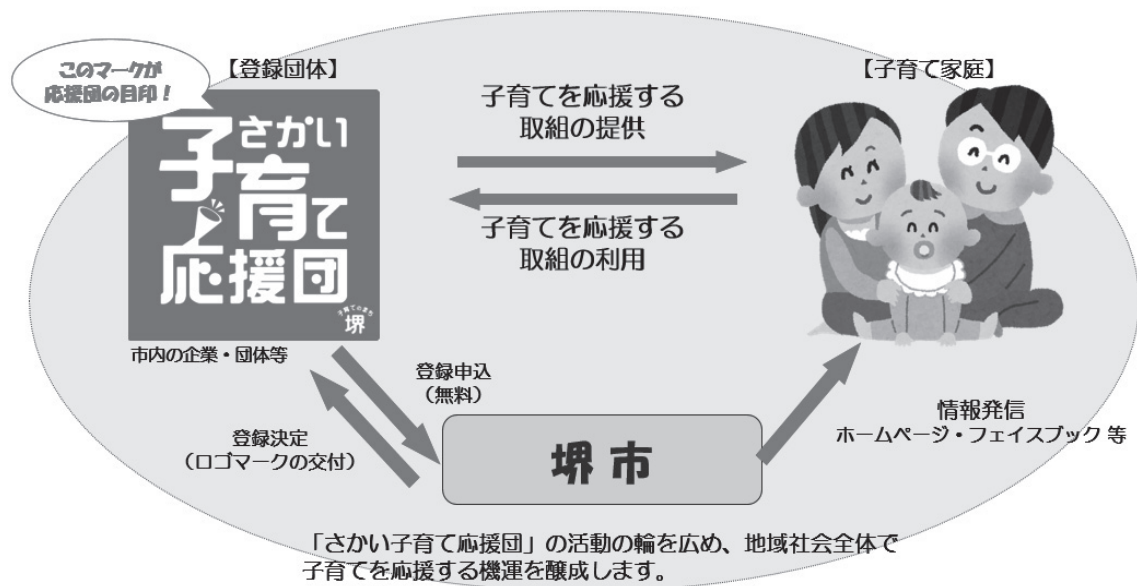 このマークが
応援団の目印！
【登録団体】
さかい
子育て
応援団
子育てのまち
堺
市内の企業・団体等
子育てを応援する
取組の提供
子育てを応援する
取組の利用
【子育て家庭】
登録申込
（無料）
登録決定
（ロゴマークの交付）
堺市
情報発信
ホームページ・フェイスブック 等
「さかい子育て応援団」の活動の輪を広め、地域社会全体で
子育てを応援する機運を醸成します。